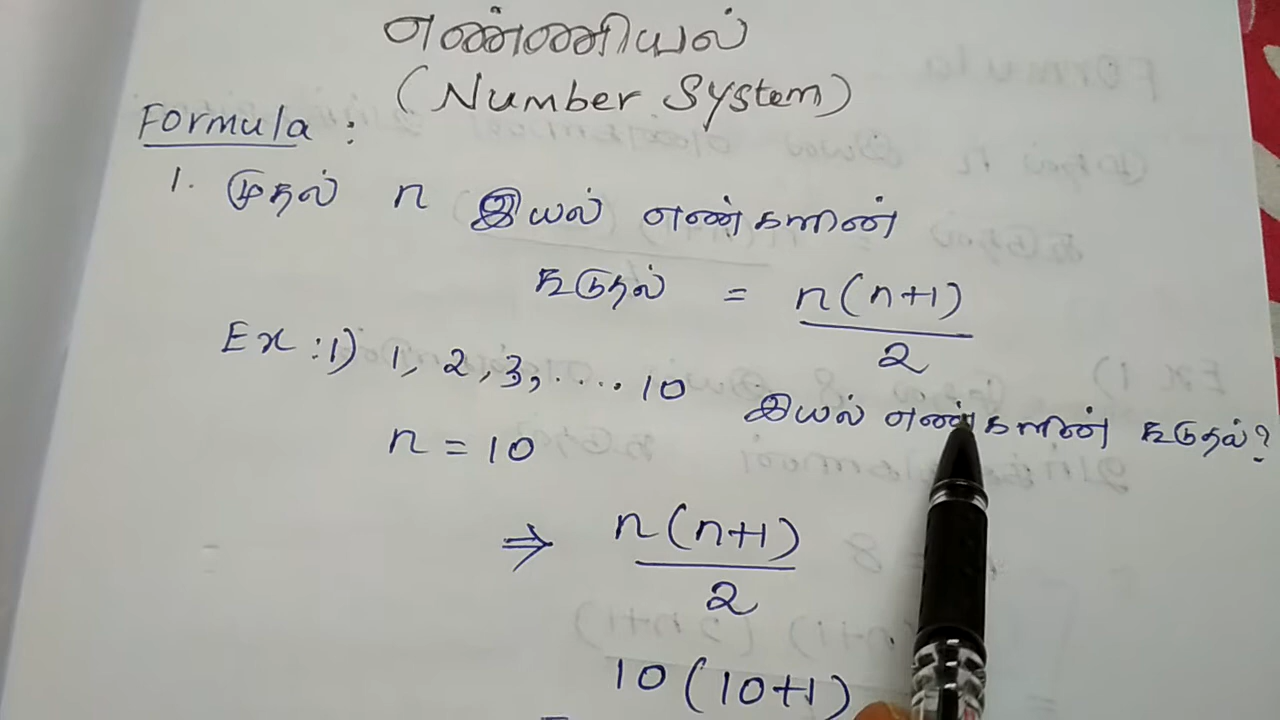 எண்ணியல்
(Number System)
Formula :
1. முதல் n இயல் எண்களின்
கூடுதல் = n(n+1)
2
Ex : 1) 1, 2, 3, .... 10 இயல் எண்களின் கூடுதல்?
n = 10
⇒ n(n+1)
2
10(10+1)